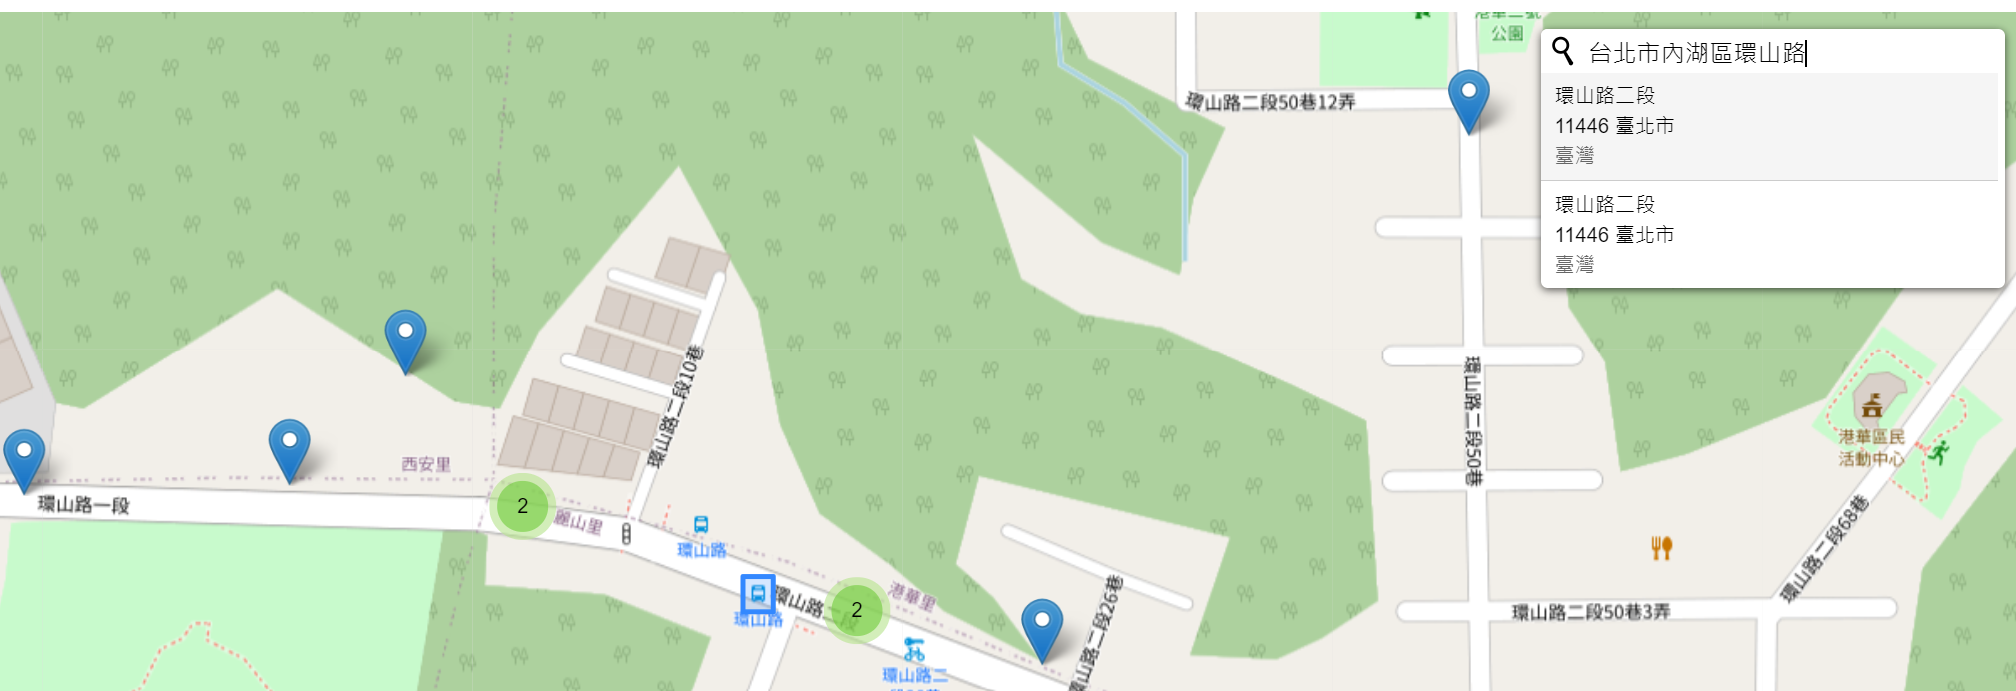 台北市內湖區環山路
環山路二段
11446 臺北市
臺灣
環山路二段
11446 臺北市
臺灣
公園
環山路二段50巷12弄
環山路二段10巷
環山路二段50巷
港華區民
活動中心
西安里
環山路一段
2
麗山里
環山路
環山路
環山路二段
2
港華里
環山路二段26巷
環山路二段68巷
環山路二段50巷3弄
環山路二